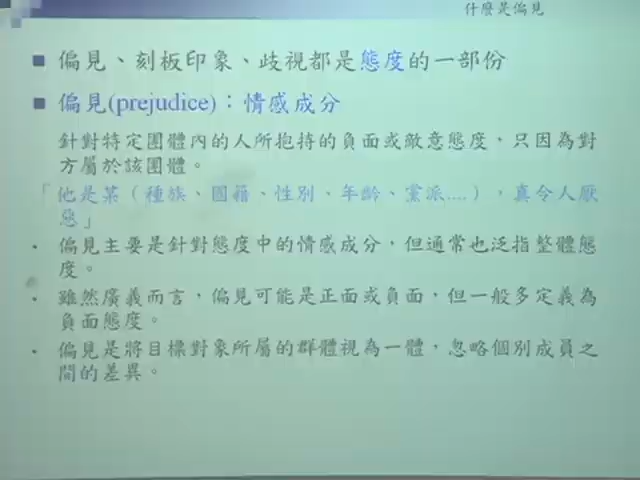 什麼是偏見
■ 偏見、刻板印象、歧視都是態度的一部份
■ 偏見(prejudice)：情感成分
針對特定團體內的人所抱持的負面或敵意態度，只因為對
方屬於該團體。
「他是某（種族、國籍、性別、年齡、黨派....），真令人厭
惡」
· 偏見主要是針對態度中的情感成分，但通常也泛指整體態
度。
· 雖然廣義而言，偏見可能是正面或負面，但一般多定義為
負面態度。
· 偏見是將目標對象所屬的群體視為一體，忽略個別成員之
間的差異。